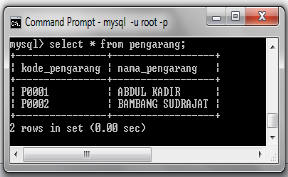 Command Prompt - mysql -u root -p
mysql> select * from pengarang;
+----------------+------------------+
| kode_pengarang | nama_pengarang   |
+----------------+------------------+
| P0001          | ABDUL KADIR      |
| P0002          | BAMBANG SUDRAJAT |
+----------------+------------------+
2 rows in set (0.00 sec)